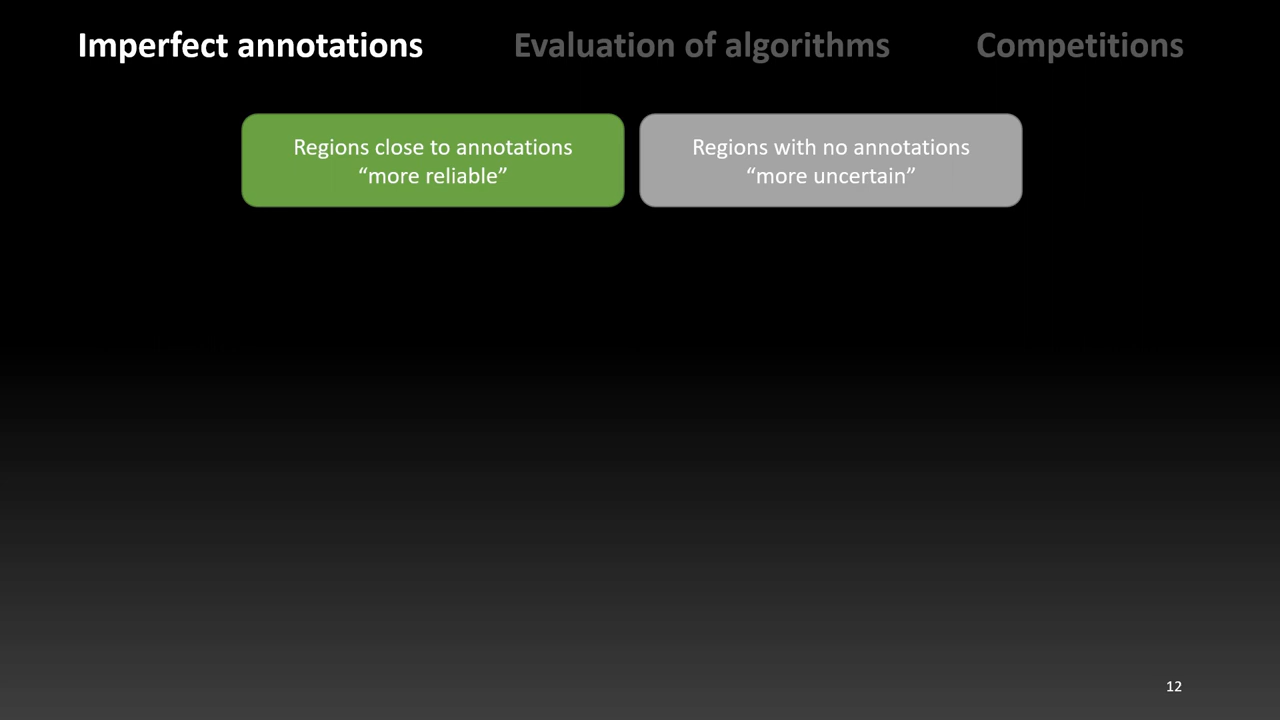 Imperfect annotations Evaluation of algorithms Competitions
Regions close to annotations
“more reliable”
Regions with no annotations
“more uncertain”
12